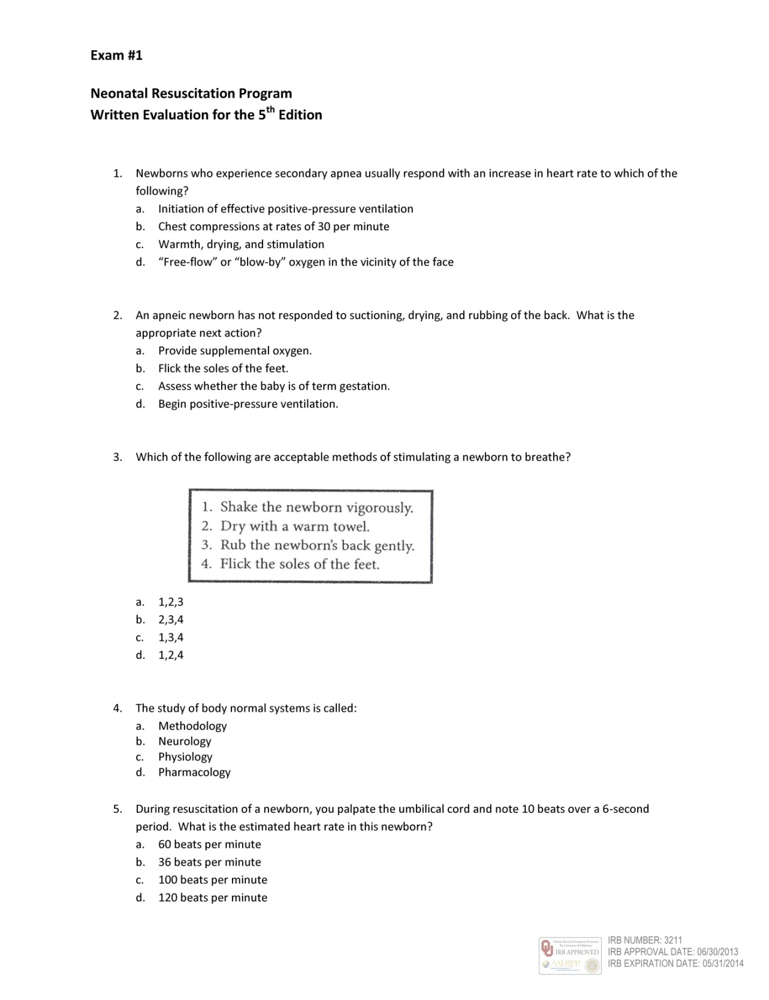 Exam #1
Neonatal Resuscitation Program
Written Evaluation for the 5th Edition
1. Newborns who experience secondary apnea usually respond with an increase in heart rate to which of the
following?
a. Initiation of effective positive-pressure ventilation
b. Chest compressions at rates of 30 per minute
c. Warmth, drying, and stimulation
d. “Free-flow” or “blow-by” oxygen in the vicinity of the face
2. An apneic newborn has not responded to suctioning, drying, and rubbing of the back. What is the
appropriate next action?
a. Provide supplemental oxygen.
b. Flick the soles of the feet.
c. Assess whether the baby is of term gestation.
d. Begin positive-pressure ventilation.
3. Which of the following are acceptable methods of stimulating a newborn to breathe?
1. Shake the newborn vigorously.
2. Dry with a warm towel.
3. Rub the newborn’s back gently.
4. Flick the soles of the feet.
a. 1,2,3
b. 2,3,4
c. 1,3,4
d. 1,2,4
4. The study of body normal systems is called:
a. Methodology
b. Neurology
c. Physiology
d. Pharmacology
5. During resuscitation of a newborn, you palpate the umbilical cord and note 10 beats over a 6-second
period. What is the estimated heart rate in this newborn?
a. 60 beats per minute
b. 36 beats per minute
c. 100 beats per minute
d. 120 beats per minute
IRB APPROVED
AAHRPP
IRB NUMBER: 3211
IRB APPROVAL DATE: 06/30/2013
IRB EXPIRATION DATE: 05/31/2014